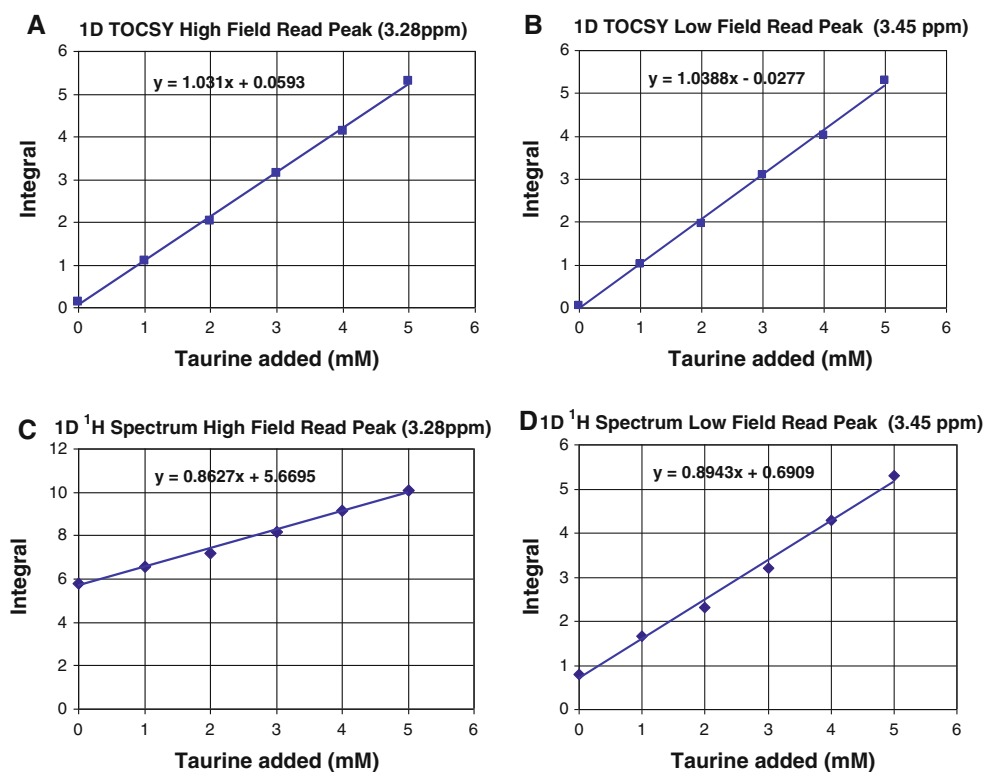 A 1D TOCSY High Field Read Peak (3.28ppm)
y = 1.031x + 0.0593
6
5
4
3
2
1
0
Integral
0 1 2 3 4 5 6
Taurine added (mM)
B 1D TOCSY Low Field Read Peak (3.45 ppm)
y = 1.0388x - 0.0277
6
5
4
3
2
1
0
Integral
0 1 2 3 4 5 6
Taurine added (mM)
C 1D ¹H Spectrum High Field Read Peak (3.28ppm)
y = 0.8627x + 5.6695
12
10
8
6
4
2
0
Integral
0 1 2 3 4 5 6
Taurine added (mM)
D 1D ¹H Spectrum Low Field Read Peak (3.45 ppm)
y = 0.8943x + 0.6909
6
5
4
3
2
1
0
Integral
0 1 2 3 4 5 6
Taurine added (mM)